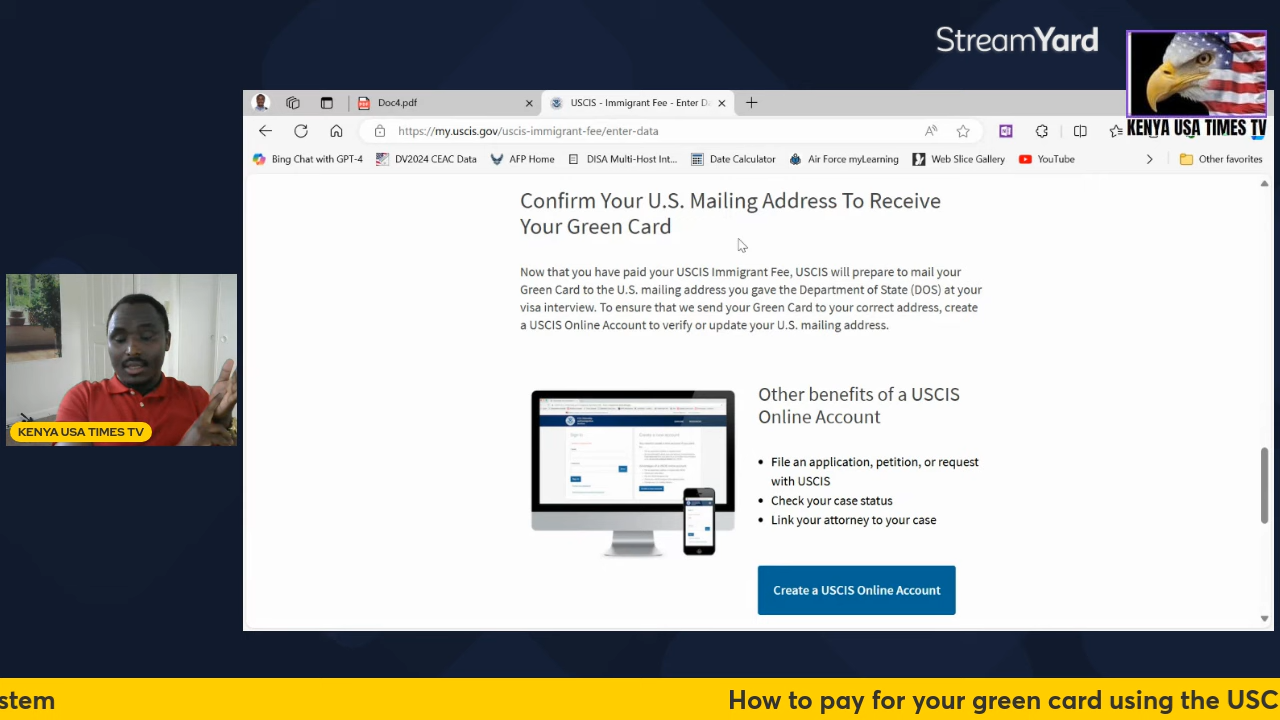 StreamYard
KENYA USA TIMES TV
Doc4.pdf
USCIS - Immigrant Fee - Enter D
https://my.uscis.gov/uscis-immigrant-fee/enter-data
Bing Chat with GPT-4
DV2024 CEAC Data
AFP Home
DISA Multi-Host Int...
Date Calculator
Air Force myLearning
Web Slice Gallery
YouTube
Other favorites
Confirm Your U.S. Mailing Address To Receive
Your Green Card
Now that you have paid your USCIS Immigrant Fee, USCIS will prepare to mail your
Green Card to the U.S. mailing address you gave the Department of State (DOS) at your
visa interview. To ensure that we send your Green Card to your correct address, create
a USCIS Online Account to verify or update your U.S. mailing address.
Other benefits of a USCIS
Online Account
• File an application, petition, or request
with USCIS
• Check your case status
• Link your attorney to your case
Create a USCIS Online Account
KENYA USA TIMES TV
stem
How to pay for your green card using the USC